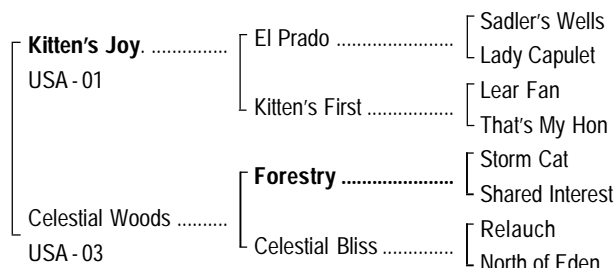 Sadler's Wells
Kitten's Joy. ............... El Prado ......................
Lady Capulet
USA - 01
Lear Fan
Kitten's First ................
That's My Hon
Storm Cat
Forestry ......................
Shared Interest
Celestial Woods ..........
Relauch
USA - 03
Celestial Bliss ..............
North of Eden